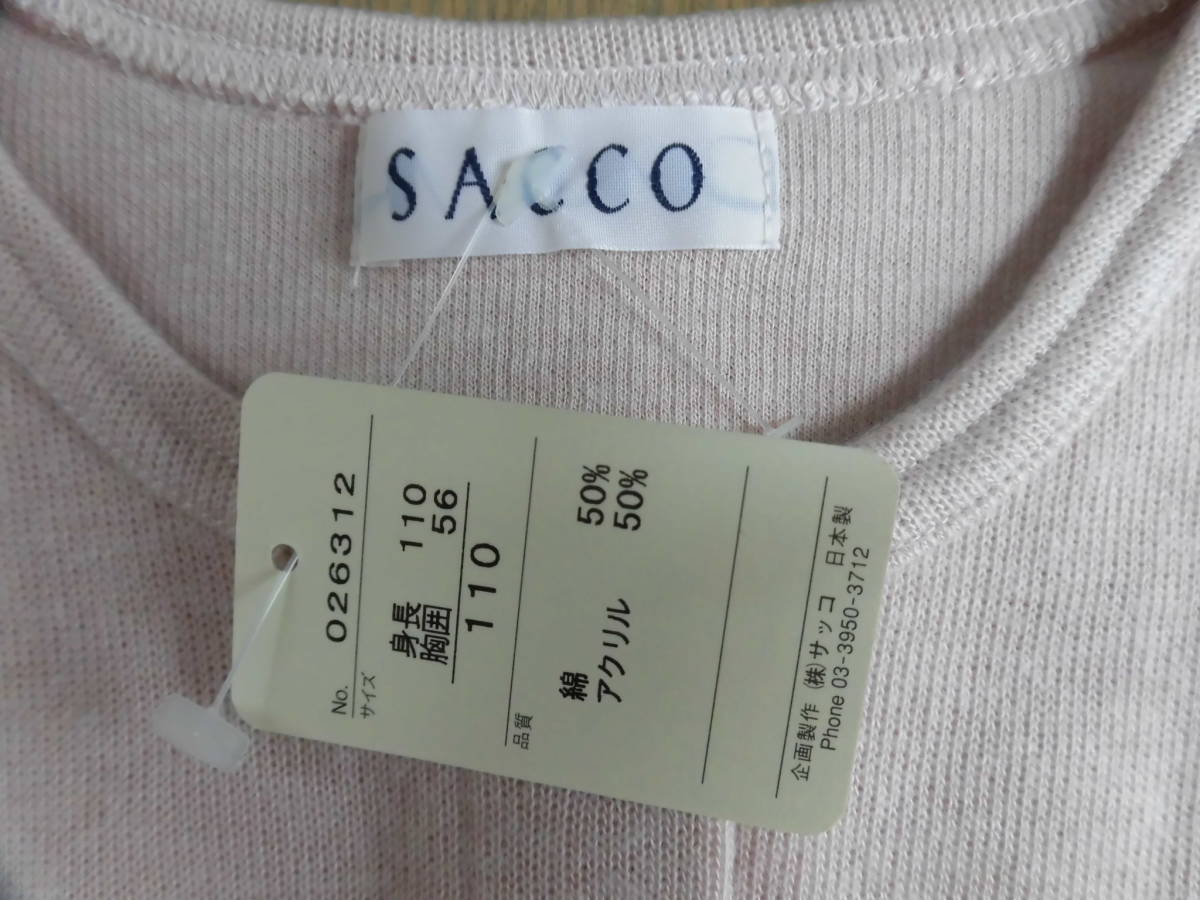 SACCO
No. 026312
サイズ
身長 110
胸囲 56
110
品質
綿 50%
アクリル 50%
企画製作 (株)サッコ 日本製
Phone 03-3950-3712